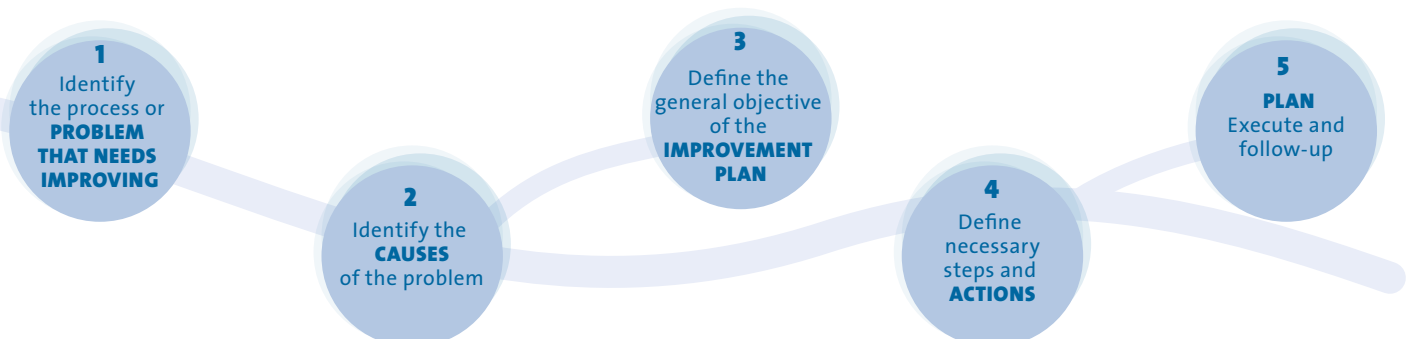 1
Identify
the process or
PROBLEM
THAT NEEDS
IMPROVING
2
Identify the
CAUSES
of the problem
3
Define the
general objective
of the
IMPROVEMENT
PLAN
4
Define
necessary
steps and
ACTIONS
5
PLAN
Execute and
follow-up